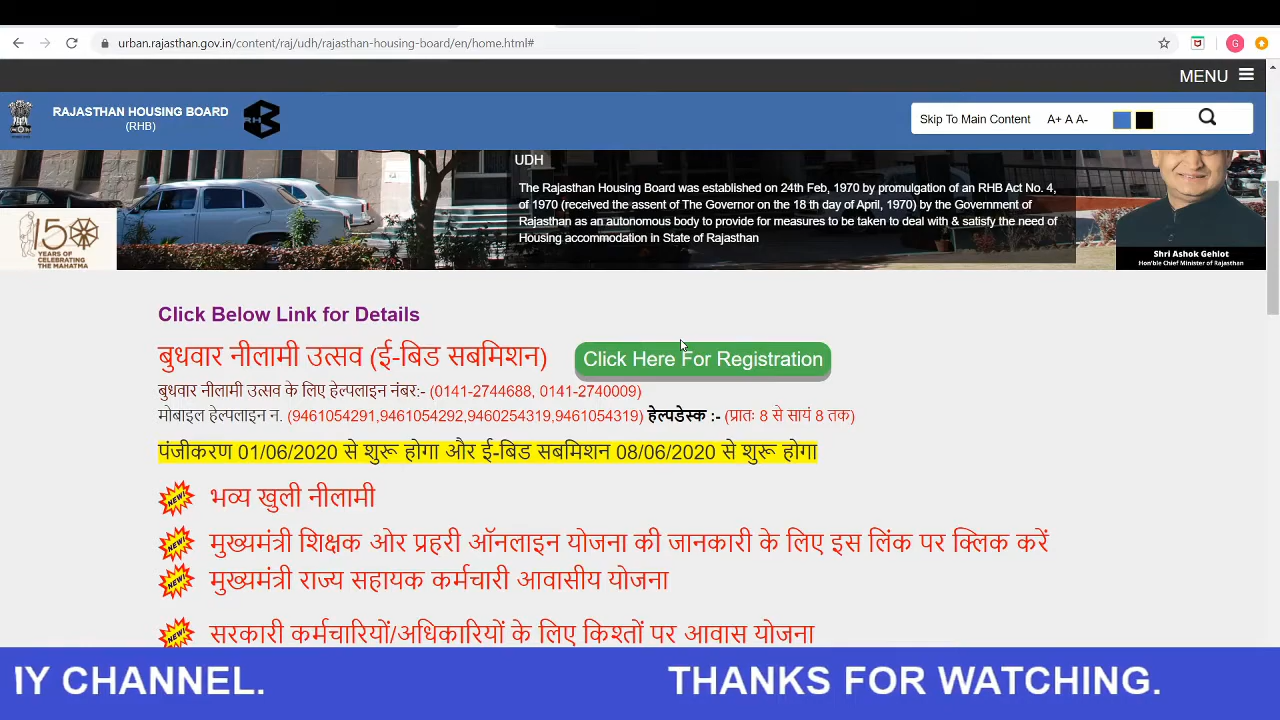 urban.rajasthan.gov.in/content/raj/udh/rajasthan-housing-board/en/home.html#
G
MENU
RAJASTHAN HOUSING BOARD
(RHB)
Skip To Main Content A+ A A-
UDH
The Rajasthan Housing Board was established on 24th Feb, 1970 by promulgation of an RHB Act No. 4,
of 1970 (received the assent of The Governor on the 18 th day of April, 1970) by the Government of
Rajasthan as an autonomous body to provide for measures to be taken to deal with & satisfy the need of
Housing accommodation in State of Rajasthan
150
YEARS OF
CELEBRATING
THE MAHATMA
Shri Ashok Gehlot
Hon'ble Chief Minister of Rajasthan
Click Below Link for Details
बुधवार नीलामी उत्सव (ई-बिड सबमिशन) Click Here For Registration
बुधवार नीलामी उत्सव के लिए हेल्पलाइन नंबर:- (0141-2744688, 0141-2740009)
मोबाइल हेल्पलाइन न. (9461054291,9461054292,9460254319,9461054319) हेल्पडेस्क :- (प्रातः 8 से सायं 8 तक)
पंजीकरण 01/06/2020 से शुरू होगा और ई-बिड सबमिशन 08/06/2020 से शुरू होगा
NEW! भव्य खुली नीलामी
NEW! मुख्यमंत्री शिक्षक ओर प्रहरी ऑनलाइन योजना की जानकारी के लिए इस लिंक पर क्लिक करें
NEW! मुख्यमंत्री राज्य सहायक कर्मचारी आवासीय योजना
NEW! सरकारी कर्मचारियों/अधिकारियों के लिए किश्तों पर आवास योजना
IY CHANNEL. THANKS FOR WATCHING.